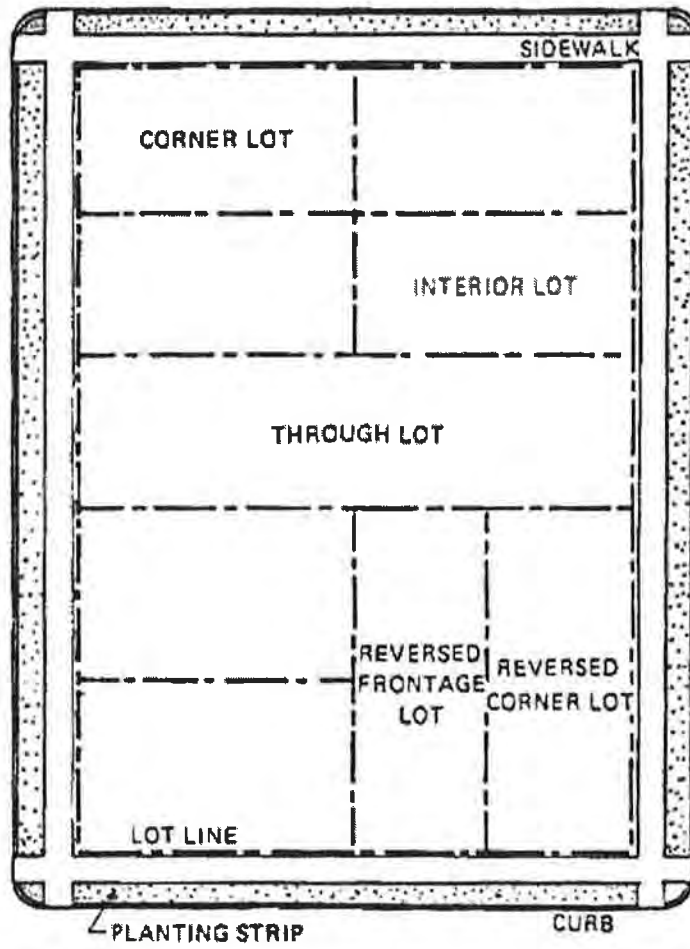 SIDEWALK
CORNER LOT
INTERIOR LOT
THROUGH LOT
REVERSED
FRONTAGE
LOT
REVERSED
CORNER LOT
LOT LINE
PLANTING STRIP
CURB